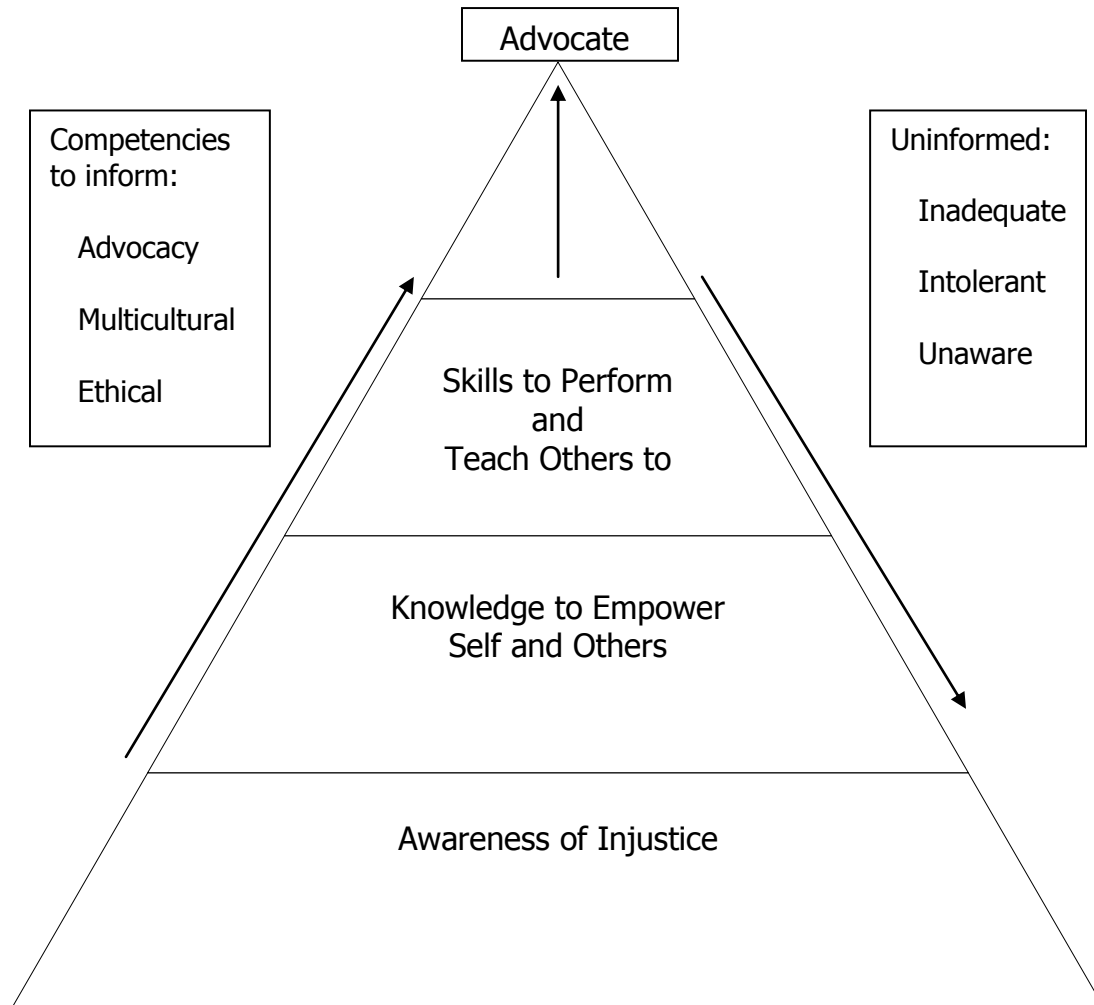 Advocate
Competencies
to inform:
Advocacy
Multicultural
Ethical
Uninformed:
Inadequate
Intolerant
Unaware
Skills to Perform
and
Teach Others to
Knowledge to Empower
Self and Others
Awareness of Injustice